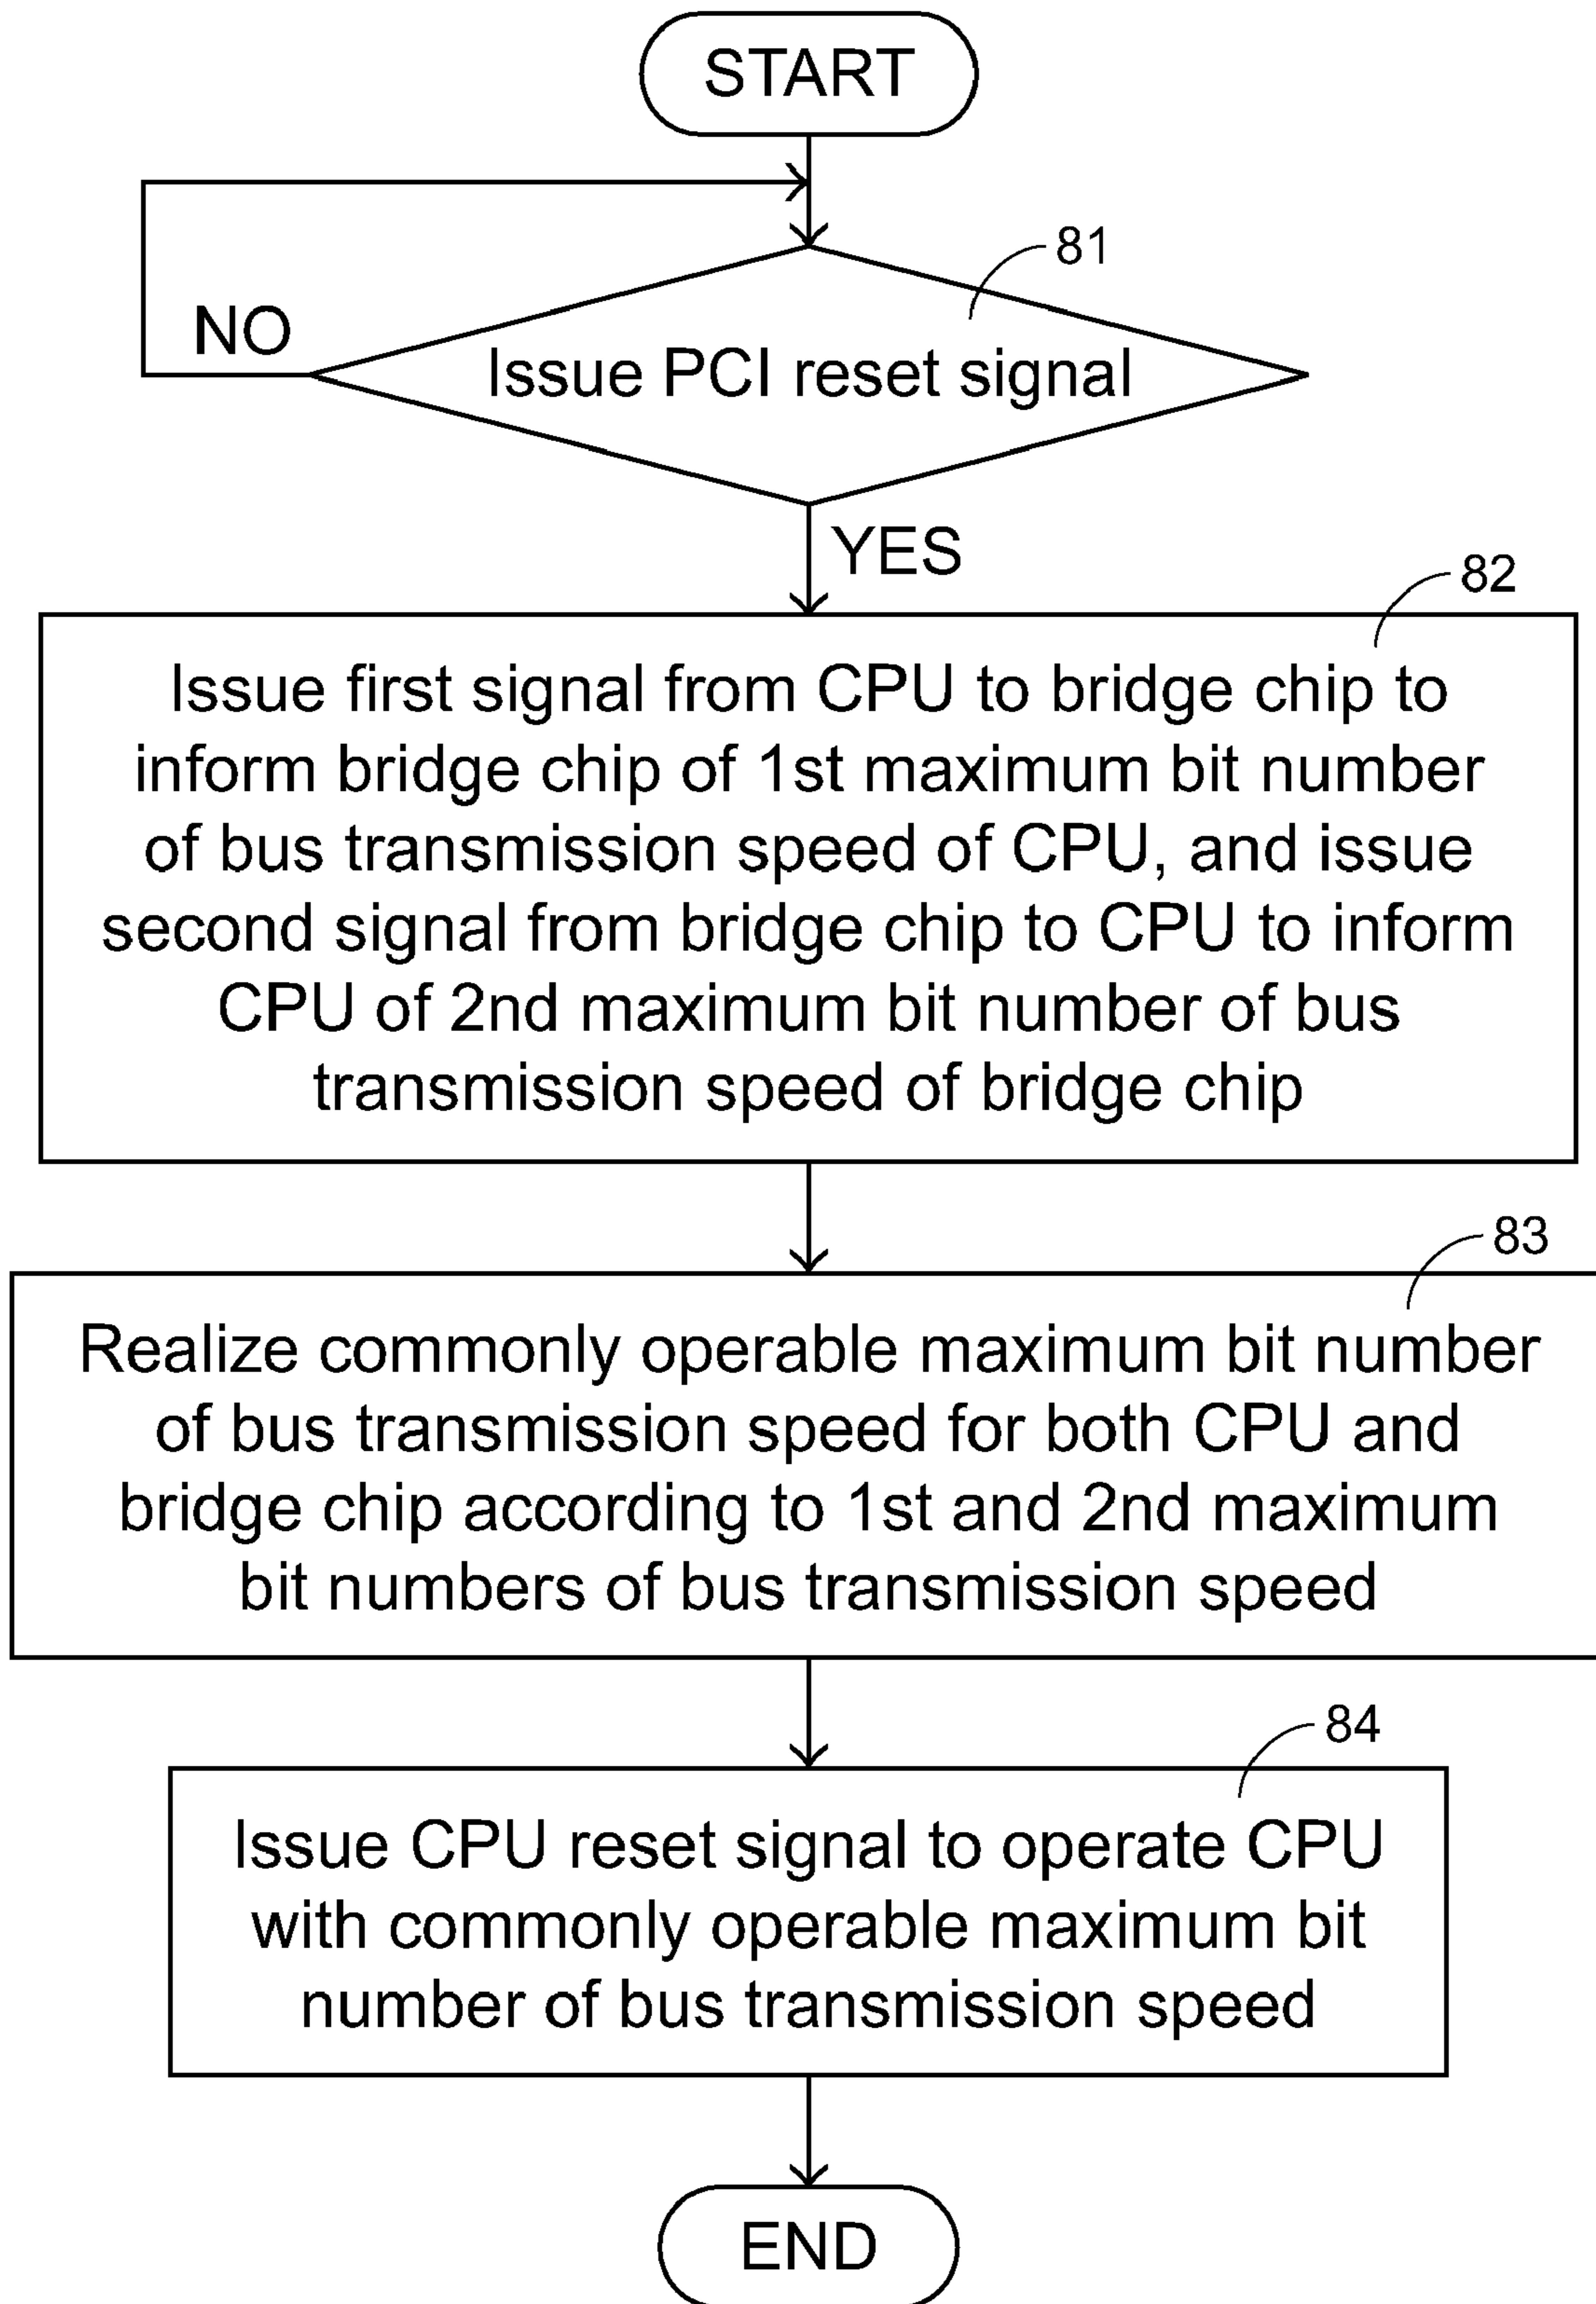 START
81
NO
Issue PCI reset signal
YES
82
Issue first signal from CPU to bridge chip to
inform bridge chip of 1st maximum bit number
of bus transmission speed of CPU, and issue
second signal from bridge chip to CPU to inform
CPU of 2nd maximum bit number of bus
transmission speed of bridge chip
83
Realize commonly operable maximum bit number
of bus transmission speed for both CPU and
bridge chip according to 1st and 2nd maximum
bit numbers of bus transmission speed
84
Issue CPU reset signal to operate CPU
with commonly operable maximum bit
number of bus transmission speed
END